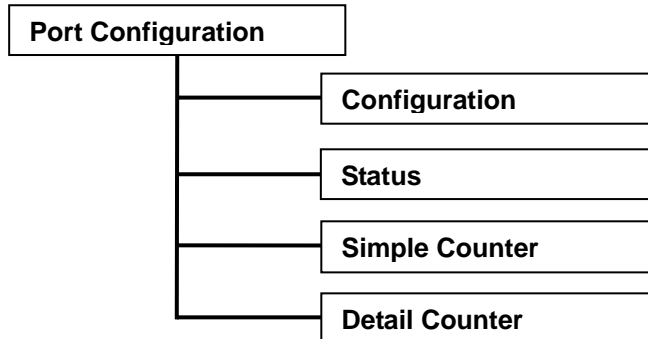 Port Configuration
Configuration
Status
Simple Counter
Detail Counter